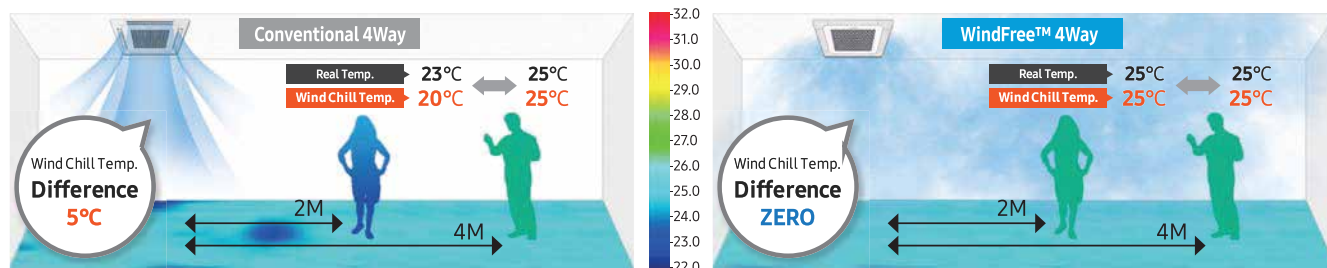 Conventional 4Way
Real Temp. 23°C 25°C
Wind Chill Temp. 20°C 25°C
Wind Chill Temp.
Difference
5°C
2M
4M
-32.0
-31.0
-30.0
-29.0
-28.0
-27.0
-26.0
-25.0
-24.0
-23.0
-22.0
WindFree™ 4Way
Real Temp. 25°C 25°C
Wind Chill Temp. 25°C 25°C
Wind Chill Temp.
Difference
ZERO
2M
4M